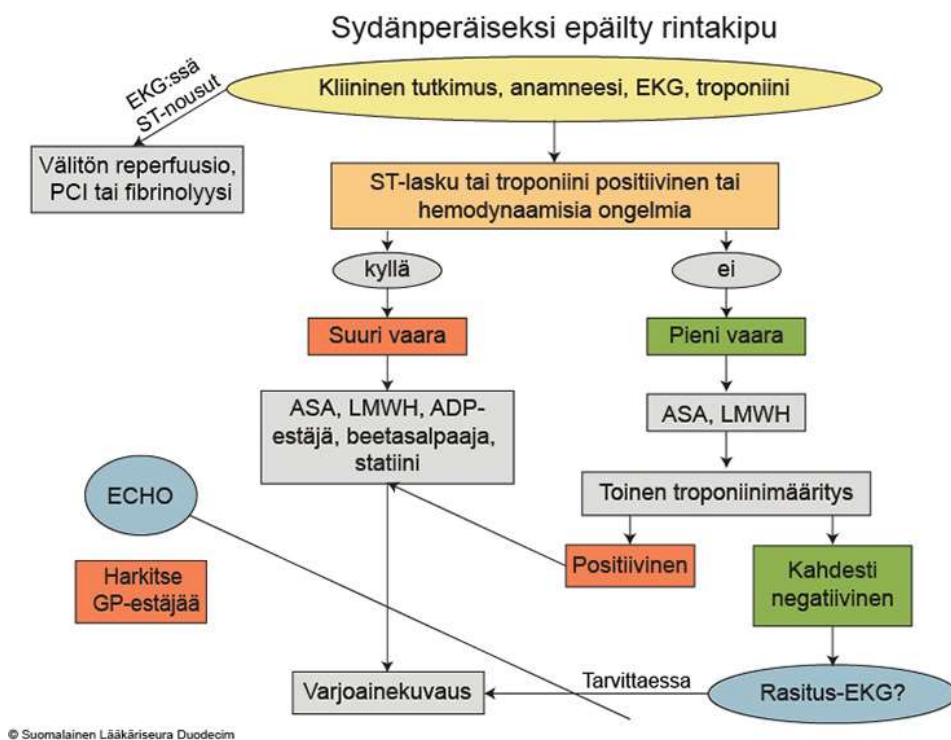 Sydänperäiseksi epäilty rintakipu
EKG:ssä
ST-nousut
Kliininen tutkimus, anamneesi, EKG, troponiini
Välitön reperfuusio,
PCI tai fibrinolyysi
ST-lasku tai troponiini positiivinen tai
hemodynaamisia ongelmia
kyllä
ei
Suuri vaara
Pieni vaara
ASA, LMWH, ADP-
estäjä, beetasalpaaja,
statiini
ASA, LMWH
ECHO
Toinen troponiinimääritys
Harkitse
GP-estäjää
Positiivinen
Kahdesti
negatiivinen
Varjoainekuvaus
Tarvittaessa
Rasitus-EKG?
© Suomalainen Lääkäriseura Duodecim